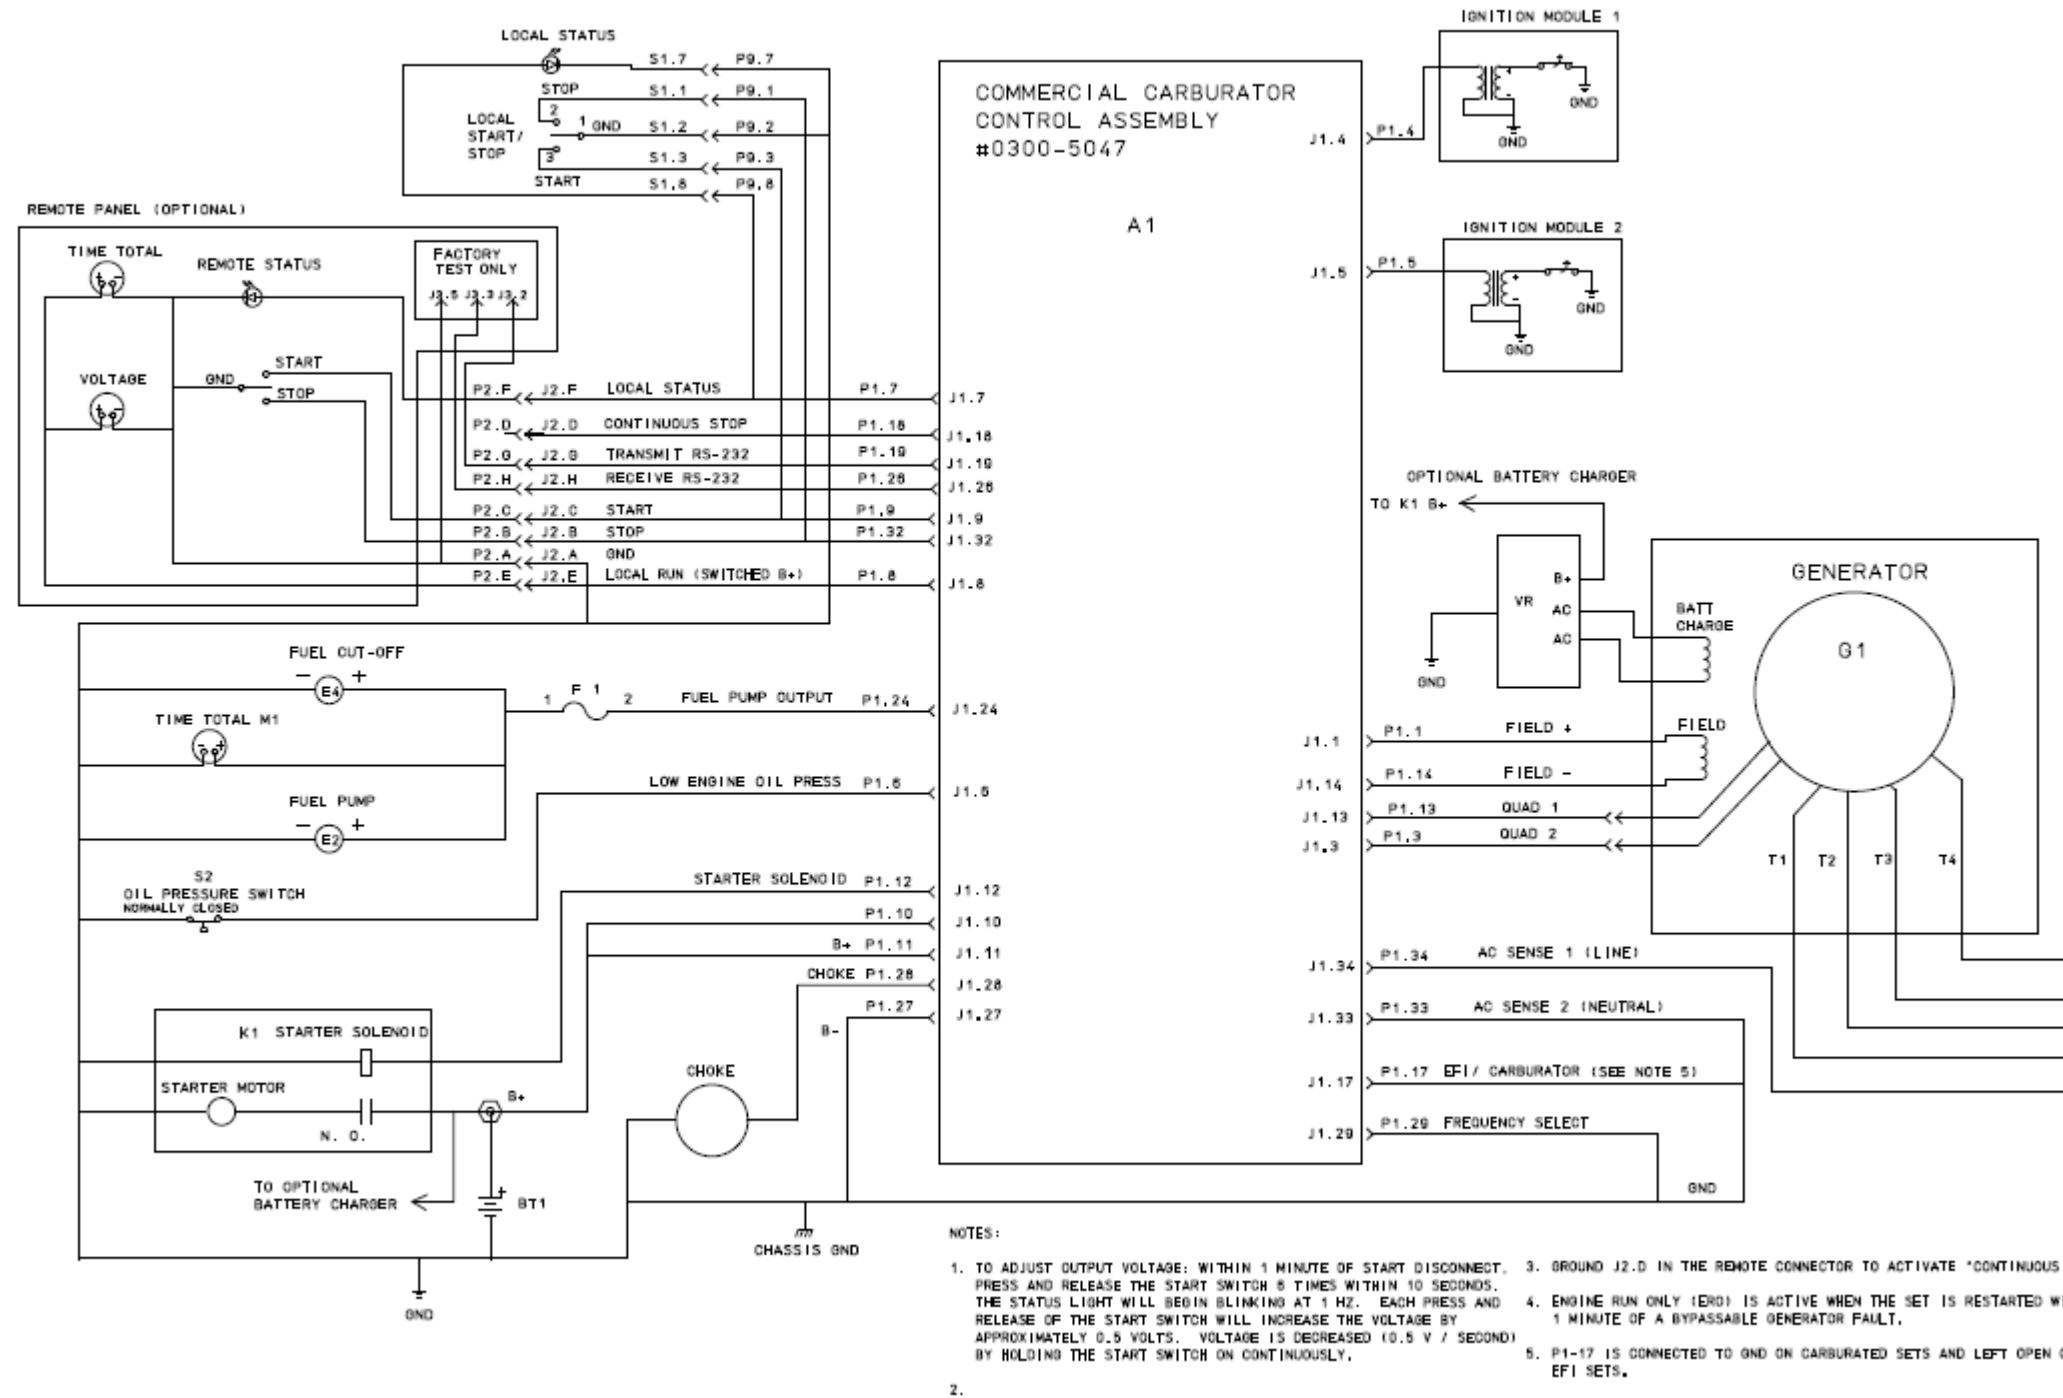 LOCAL STATUS
S1.7 P9.7
STOP
S1.1 P9.1
2
LOCAL
START/
STOP
1 GND S1.2 P9.2
3
S1.3 P9.3
START
S1.8 P9.8
REMOTE PANEL (OPTIONAL)
TIME TOTAL
REMOTE STATUS
FACTORY
TEST ONLY
J3.5 J3.3 J3.2
VOLTAGE
GND
START
STOP
P2.F J2.F LOCAL STATUS P1.7 J1.7
P2.D J2.D CONTINUOUS STOP P1.18 J1.18
P2.G J2.G TRANSMIT RS-232 P1.19 J1.19
P2.H J2.H RECEIVE RS-232 P1.26 J1.26
P2.C J2.C START P1.9 J1.9
P2.B J2.B STOP P1.32 J1.32
P2.A J2.A GND
P2.E J2.E LOCAL RUN (SWITCHED B+) P1.8 J1.8
FUEL CUT-OFF
- E4 +
1 F 1 2 FUEL PUMP OUTPUT P1.24 J1.24
TIME TOTAL M1
LOW ENGINE OIL PRESS P1.6 J1.6
FUEL PUMP
- E2 +
S2
OIL PRESSURE SWITCH
NORMALLY CLOSED
STARTER SOLENOID P1.12 J1.12
P1.10 J1.10
B+ P1.11 J1.11
CHOKE P1.28 J1.28
P1.27 J1.27
B-
K1 STARTER SOLENOID
STARTER MOTOR
N. O.
B+
CHOKE
TO OPTIONAL
BATTERY CHARGER
+
BT1
CHASSIS GND
GND
COMMERCIAL CARBURATOR
CONTROL ASSEMBLY
#0300-5047
A1
IGNITION MODULE 1
J1.4 P1.4
+
-
GND
GND
IGNITION MODULE 2
J1.5 P1.5
+
-
GND
GND
OPTIONAL BATTERY CHARGER
TO K1 B+
VR
B+
AC
AC
GND
GENERATOR
BATT
CHARGE
G1
J1.1 P1.1 FIELD + FIELD
J1.14 P1.14 FIELD -
J1.13 P1.13 QUAD 1
J1.3 P1.3 QUAD 2
T1 T2 T3 T4
J1.34 P1.34 AC SENSE 1 (LINE)
J1.33 P1.33 AC SENSE 2 (NEUTRAL)
J1.17 P1.17 EFI/ CARBURATOR (SEE NOTE 5)
J1.29 P1.29 FREQUENCY SELECT
GND
NOTES:
1. TO ADJUST OUTPUT VOLTAGE: WITHIN 1 MINUTE OF START DISCONNECT,
PRESS AND RELEASE THE START SWITCH 6 TIMES WITHIN 10 SECONDS.
THE STATUS LIGHT WILL BEGIN BLINKING AT 1 HZ. EACH PRESS AND
RELEASE OF THE START SWITCH WILL INCREASE THE VOLTAGE BY
APPROXIMATELY 0.5 VOLTS. VOLTAGE IS DECREASED (0.5 V / SECOND)
BY HOLDING THE START SWITCH ON CONTINUOUSLY.
2.
3. GROUND J2.D IN THE REMOTE CONNECTOR TO ACTIVATE "CONTINUOUS
4. ENGINE RUN ONLY (ERO) IS ACTIVE WHEN THE SET IS RESTARTED
1 MINUTE OF A BYPASSABLE GENERATOR FAULT.
5. P1-17 IS CONNECTED TO GND ON CARBURATED SETS AND LEFT OPEN
EFI SETS.